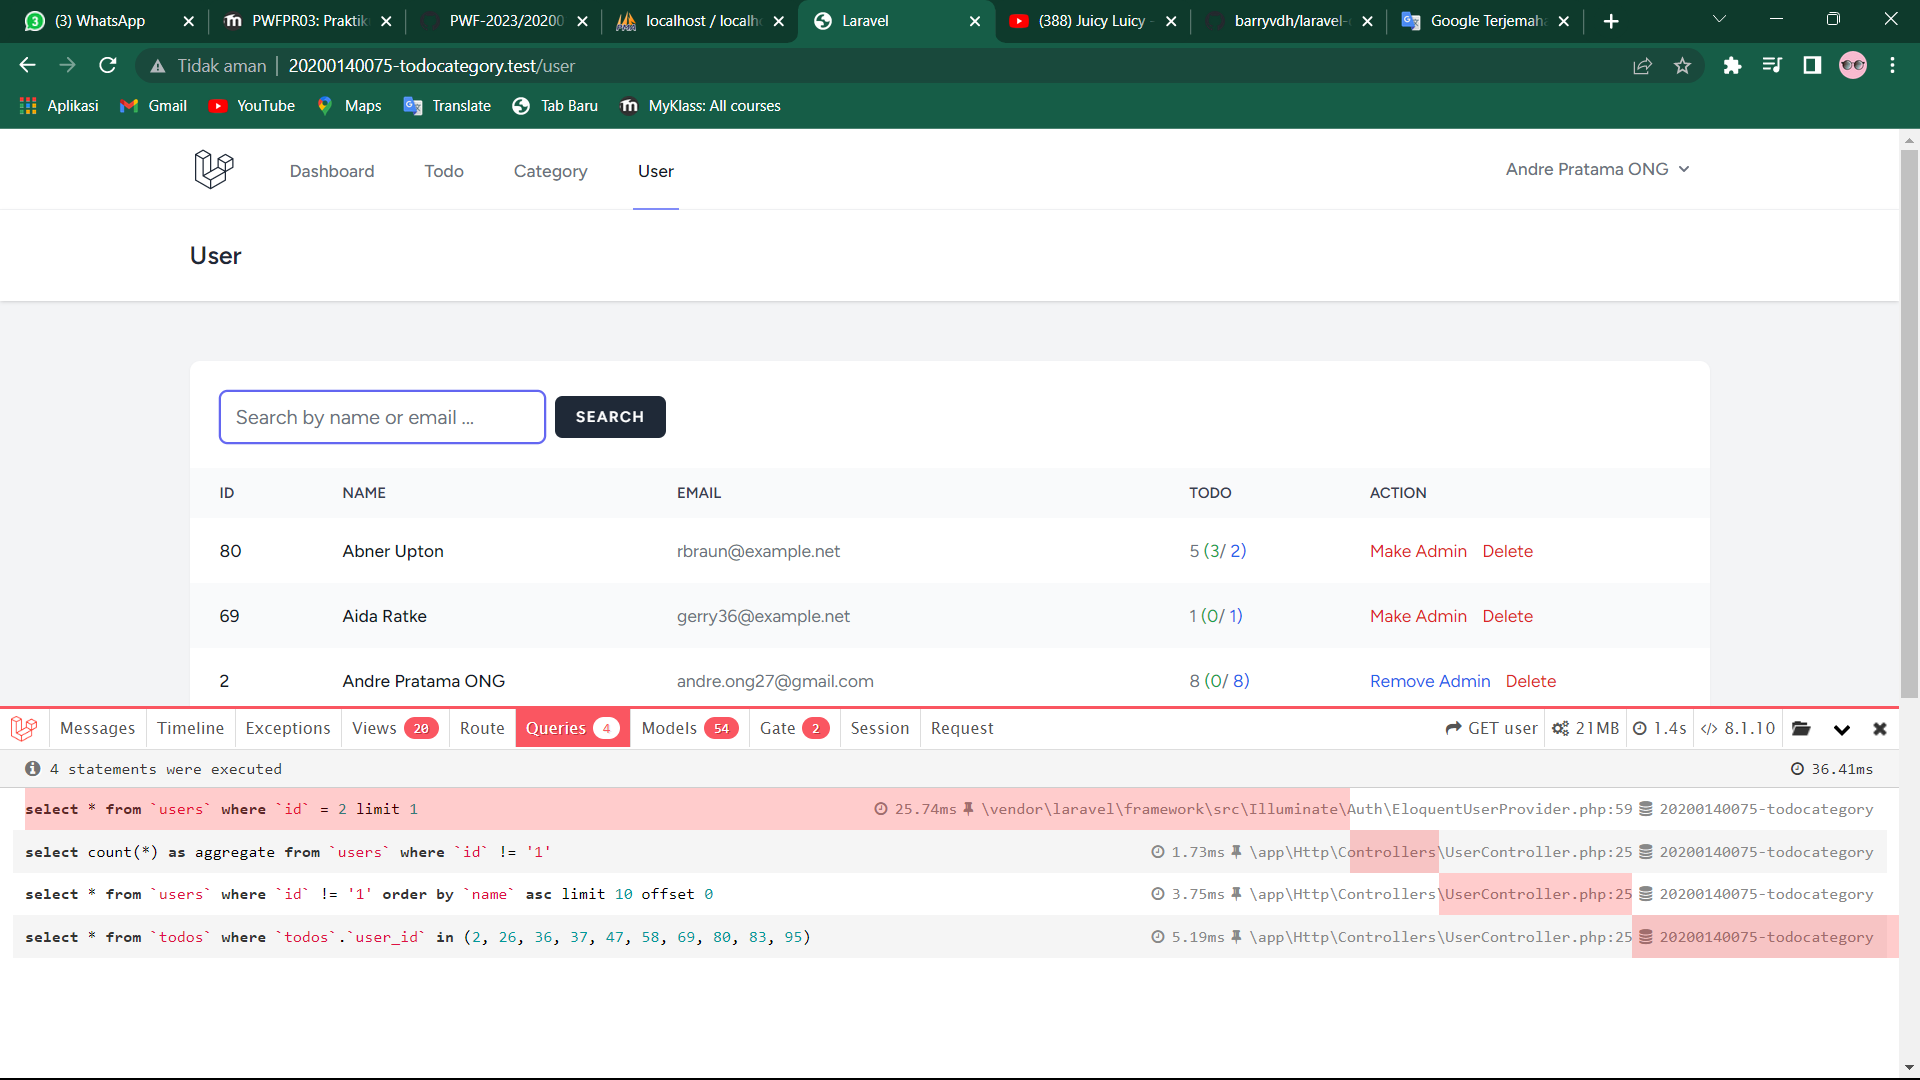 (3) WhatsApp
PWFPR03: Praktik
PWF-2023/20200
localhost / localh
Laravel
(388) Juicy Luicy -
barryvdh/laravel-
Google Terjemah
Tidak aman | 20200140075-todocategory.test/user
Aplikasi Gmail YouTube Maps Translate Tab Baru MyKlass: All courses
Dashboard Todo Category User Andre Pratama ONG
User
Search by name or email ... SEARCH
ID NAME EMAIL TODO ACTION
80 Abner Upton rbraun@example.net 5 (3/ 2) Make Admin Delete
69 Aida Ratke gerry36@example.net 1 (0/ 1) Make Admin Delete
2 Andre Pratama ONG andre.ong27@gmail.com 8 (0/ 8) Remove Admin Delete
Messages Timeline Exceptions Views 20 Route Queries 4 Models 54 Gate 2 Session Request GET user 21MB 1.4s </> 8.1.10
4 statements were executed 36.41ms
select * from `users` where `id` = 2 limit 1 25.74ms \vendor\laravel\framework\src\Illuminate\Auth\EloquentUserProvider.php:59 20200140075-todocategory
select count(*) as aggregate from `users` where `id` != '1' 1.73ms \app\Http\Controllers\UserController.php:25 20200140075-todocategory
select * from `users` where `id` != '1' order by `name` asc limit 10 offset 0 3.75ms \app\Http\Controllers\UserController.php:25 20200140075-todocategory
select * from `todos` where `todos`.`user_id` in (2, 26, 36, 37, 47, 58, 69, 80, 83, 95) 5.19ms \app\Http\Controllers\UserController.php:25 20200140075-todocategory